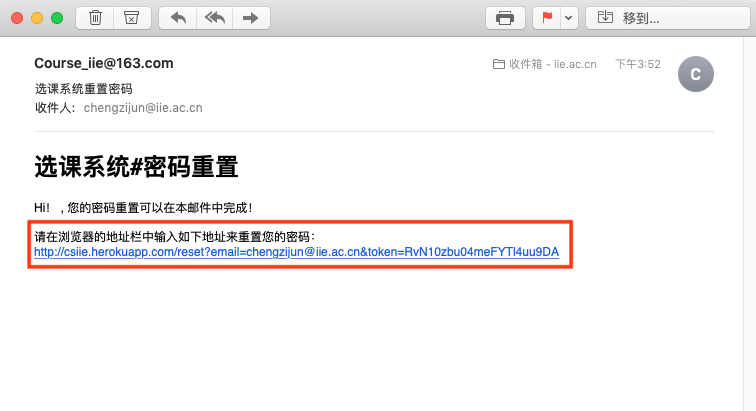 移到...
Course_iie@163.com
收件箱 - iie.ac.cn
下午3:52
C
选课系统重置密码
收件人： chengzijun@iie.ac.cn
选课系统#密码重置
Hi！ , 您的密码重置可以在本邮件中完成！
请在浏览器的地址栏中输入如下地址来重置您的密码：
http://csiie.herokuapp.com/reset?email=chengzijun@iie.ac.cn&token=RvN10zbu04meFYTl4uu9DA